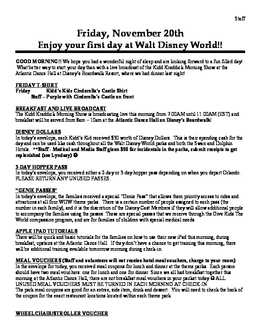 Staff
Friday, November 20th
Enjoy your first day at Walt Disney World!!
GOOD MORNING!!! We hope you had a wonderful night of sleep and are looking forward to a fun filled day!
What better way to start your day than with a live broadcast of the Kidd Kraddick Morning Show at the
Atlantic Dance Hall at Disney's Boardwalk Resort, where we had dinner last night!
FRIDAY T-SHIRT
Friday Kidd's Kids Cinderella's Castle Shirt
Staff - Purple with Cinderella's Castle on front
BREAKFAST AND LIVE BROADCAST
The Kidd Kraddick Morning Show is broadcasting live this morning from 3:00AM until 11:00AM (EST) and
breakfast will be served from 8am – 10am at the Atlantic Dance Hall on Disney's Boardwalk!
DISNEY DOLLARS
In today's envelope, each Kidd's Kid received $30 worth of Disney Dollars. This is their spending cash for the
day and can be used like cash throughout all the Walt Disney World parks and both the Swan and Dolphin
Hotels. **Staff: Medical and Media Staff given $50 for incidentals in the parks, submit receipts to get
replenished (see Lyndsey)
3 DAY HOPPER PASS
In today's envelope, you will receive either a 2 day or 3 day hopper pass depending on when you depart Orlando.
PLEASE RETURN ANY UNUSED PASSES.
"GENIE PASSES"
In today's envelope, the families received a special "Genie Pass" that allows them priority access to rides and
attractions at all four WDW theme parks. There are a certain number of people assigned to each pass (the
number in each family), and it is the discretion of the Disney Cast Members if they will allow additional people
to accompany the families using the passes. These are special passes that we receive through the Give Kids The
World compassion program, and are for families of children with special medical needs.
APPLE IPAD TUTORIALS
There will be quick and basic tutorials for the families on how to use their new iPad this morning, during
breakfast, upstairs at the Atlantic Dance Hall. If they don't have a chance to get training this morning, there
will be additional training available tomorrow morning during check-in.
MEAL VOUCHERS (Staff and volunteers will not receive hotel meal vouchers, charge to your room)
In the envelope for today, you received meal coupons for lunch and dinner at the theme park. Each person
should have two meal vouchers: one for lunch and one for dinner. Since we all had breakfast together this
morning at the Atlantic Dance Hall, there are not breakfast meal vouchers in your packet today. ALL
UNUSED MEAL VOUCHERS MUST BE TURNED IN EACH MORNING AT CHECK-IN
The park meal coupons are good for an entree, side item, drink and dessert. You will need to check the back of
the coupon for the exact restaurant locations located within each theme park.
WHEELCHAIR/STROLLER VOUCHER